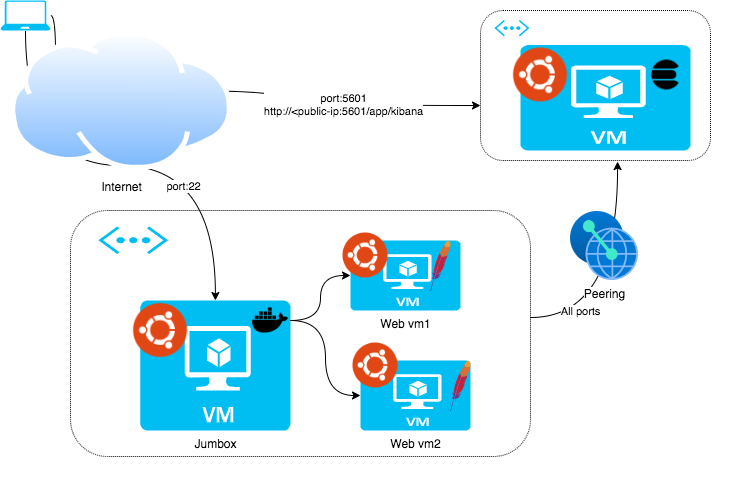 port:5601
http://<public-ip:5601/app/kibana
VM
Internet
port:22
Peering
All ports
VM
Web vm1
VM
Jumbox
VM
Web vm2